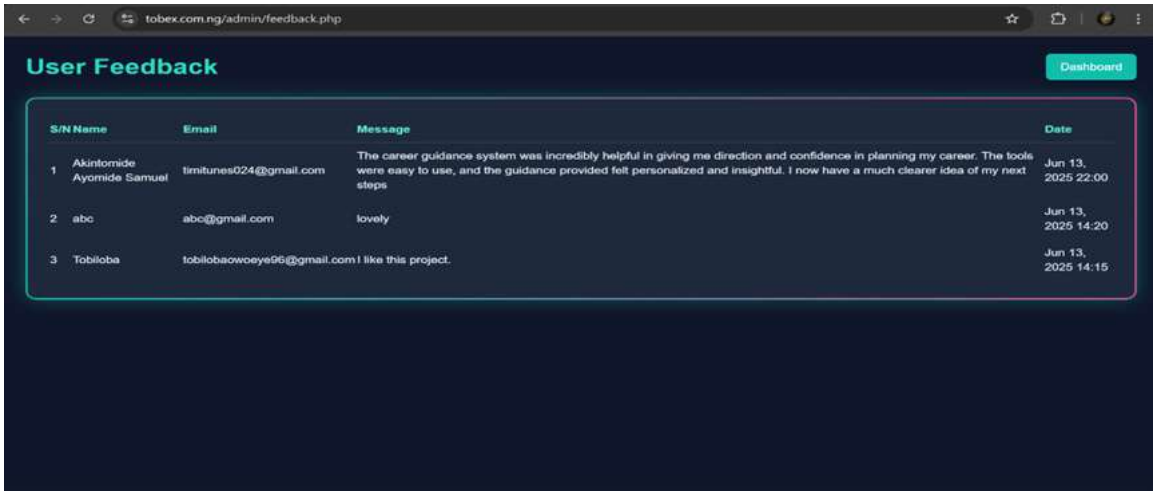 tobex.com.ng/admin/feedback.php
User Feedback
Dashboard
S/N Name Email Message Date
1 Akintomide Ayomide Samuel timitunes024@gmail.com The career guidance system was incredibly helpful in giving me direction and confidence in planning my career. The tools
were easy to use, and the guidance provided felt personalized and insightful. I now have a much clearer idea of my next
steps Jun 13, 2025 22:00
2 abc abc@gmail.com lovely Jun 13, 2025 14:20
3 Tobiloba tobilobaowoeye96@gmail.com I like this project. Jun 13, 2025 14:15